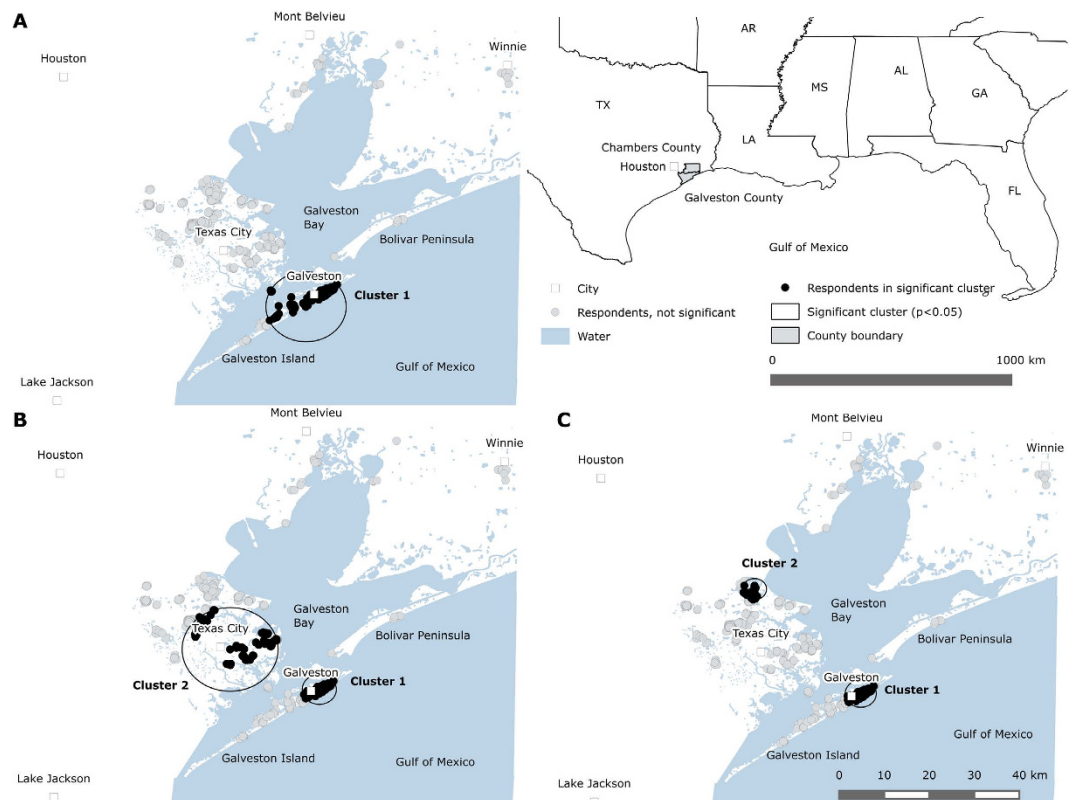 A
Mont Belvieu
Houston
Winnie
Galveston
Bay
Texas City
Bolivar Peninsula
Galveston
Cluster 1
Galveston Island
Gulf of Mexico
Lake Jackson
AR
TX
MS
AL
GA
LA
Chambers County
Houston
FL
Galveston County
Gulf of Mexico
City
Respondents, not significant
Water
Respondents in significant cluster
Significant cluster (p<0.05)
County boundary
0 1000 km
B
Mont Belvieu
Houston
Winnie
Galveston
Bay
Texas City
Bolivar Peninsula
Cluster 2
Galveston
Cluster 1
Galveston Island
Gulf of Mexico
Lake Jackson
C
Mont Belvieu
Houston
Winnie
Cluster 2
Galveston
Bay
Texas City
Bolivar Peninsula
Galveston
Cluster 1
Gulf of Mexico
Galveston Island
Lake Jackson
0 10 20 30 40 km